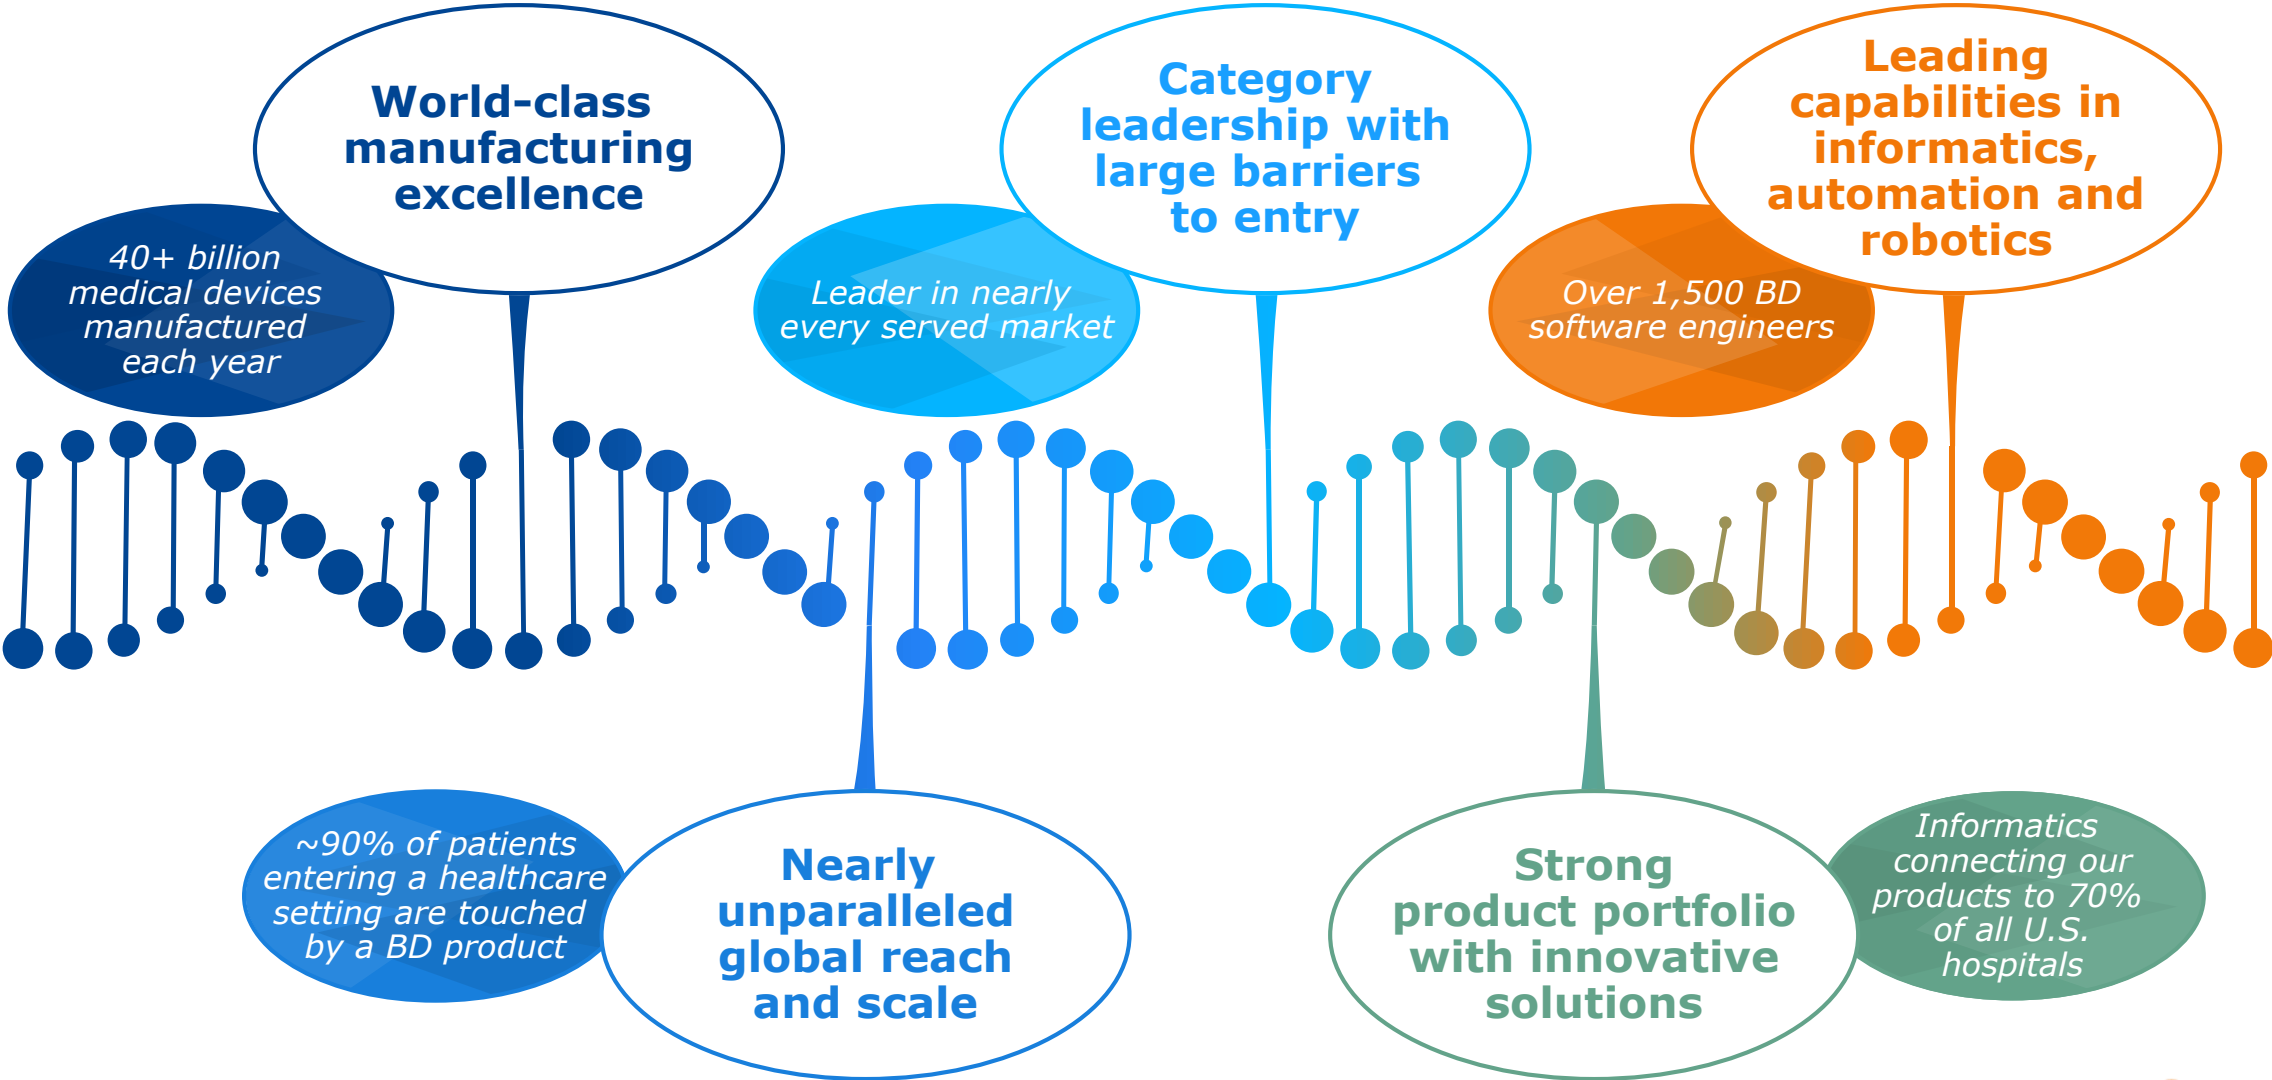 World-class
manufacturing
excellence
40+ billion
medical devices
manufactured
each year
Category
leadership with
large barriers
to entry
Leader in nearly
every served market
Leading
capabilities in
informatics,
automation and
robotics
Over 1,500 BD
software engineers
~90% of patients
entering a healthcare
setting are touched
by a BD product
Nearly
unparalleled
global reach
and scale
Strong
product portfolio
with innovative
solutions
Informatics
connecting our
products to 70%
of all U.S.
hospitals